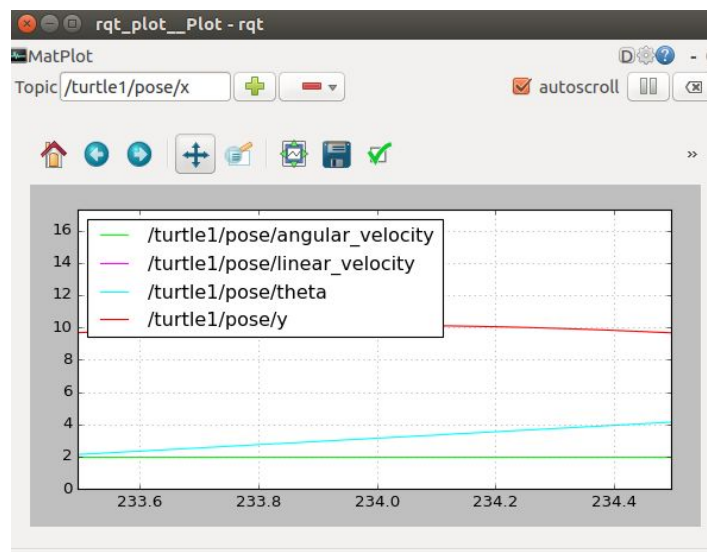 rqt_plot__Plot - rqt
MatPlot
D
?
-
Topic /turtle1/pose/x
autoscroll
»
16
14
12
10
8
6
4
2
0
/turtle1/pose/angular_velocity
/turtle1/pose/linear_velocity
/turtle1/pose/theta
/turtle1/pose/y
233.6 233.8 234.0 234.2 234.4